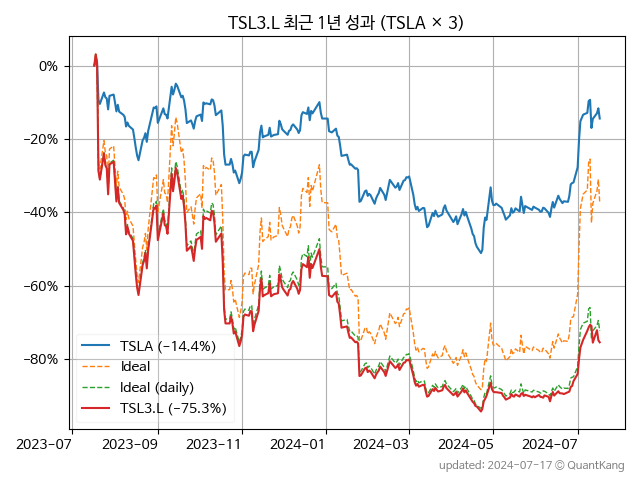 TSL3.L 최근 1년 성과 (TSLA × 3)
0%
−20%
−40%
−60%
−80%
TSLA (−14.4%)
Ideal
Ideal (daily)
TSL3.L (−75.3%)
2023-07 2023-09 2023-11 2024-01 2024-03 2024-05 2024-07
updated: 2024-07-17 © QuantKang